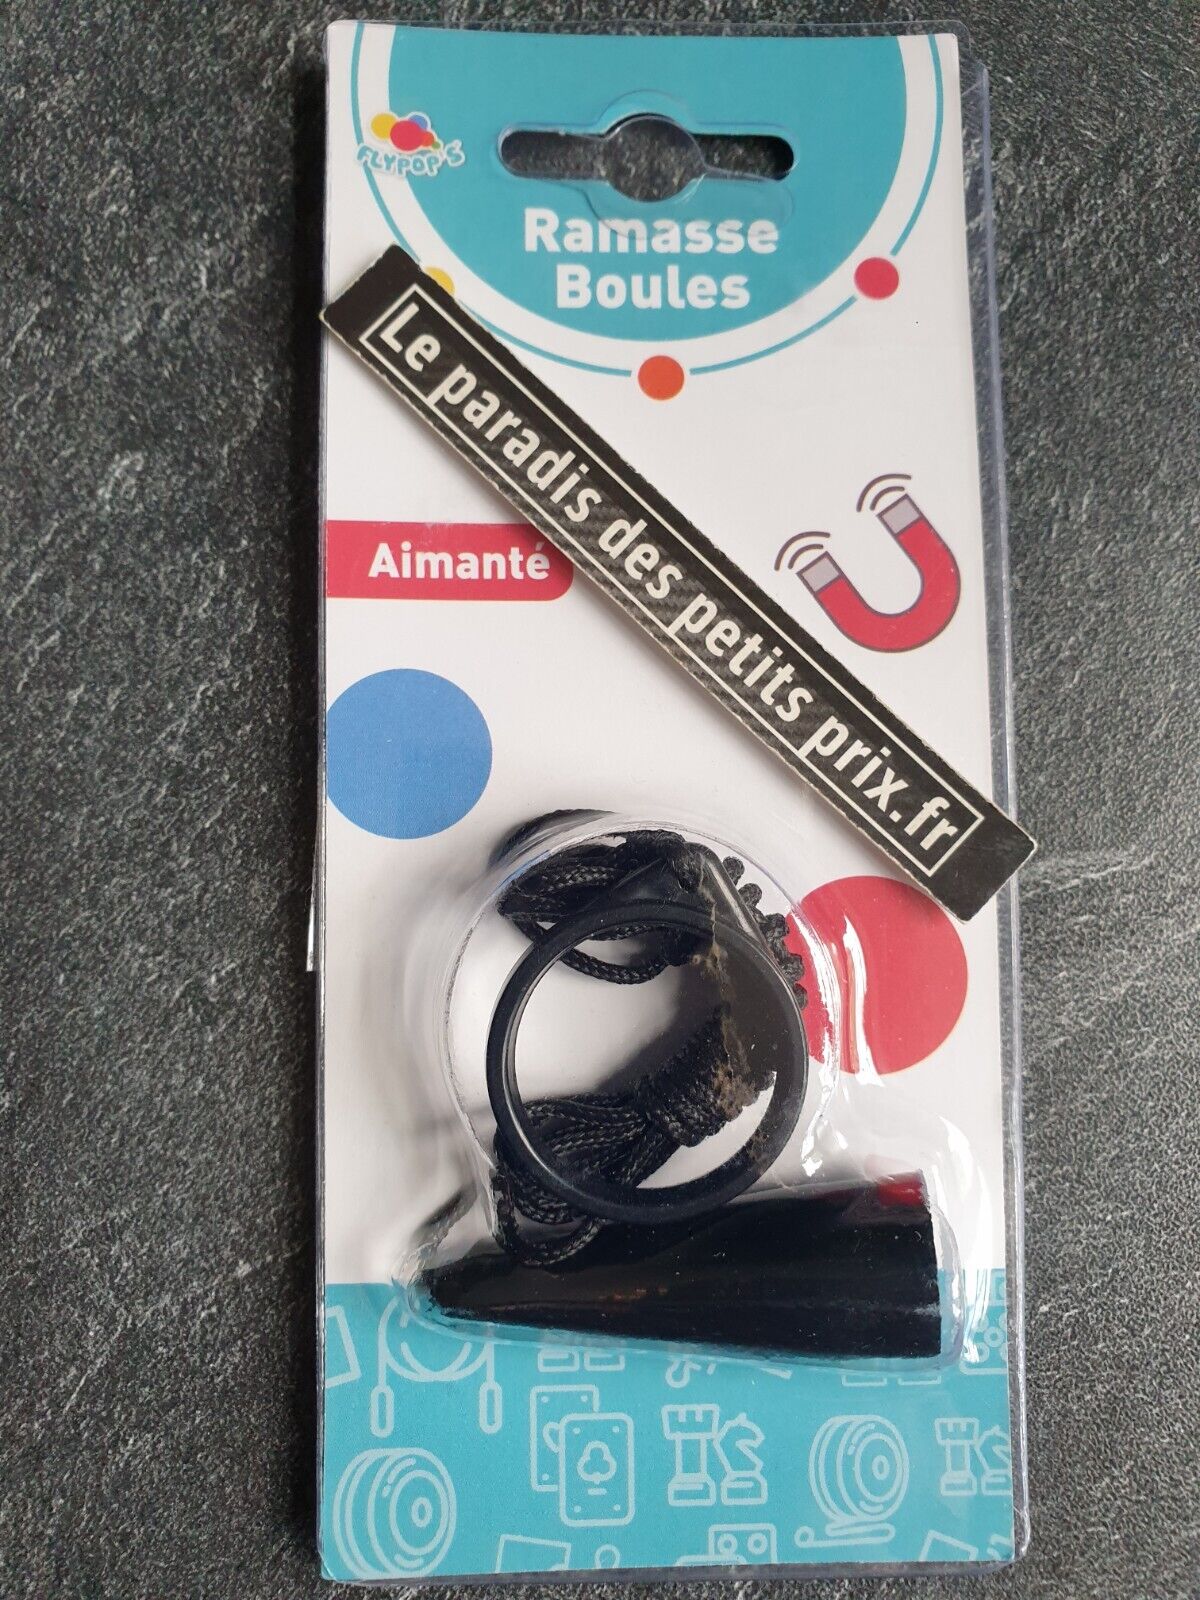 FLYPOP'S
Ramasse
Boules
Le paradis des petits prix.fr
Aimanté